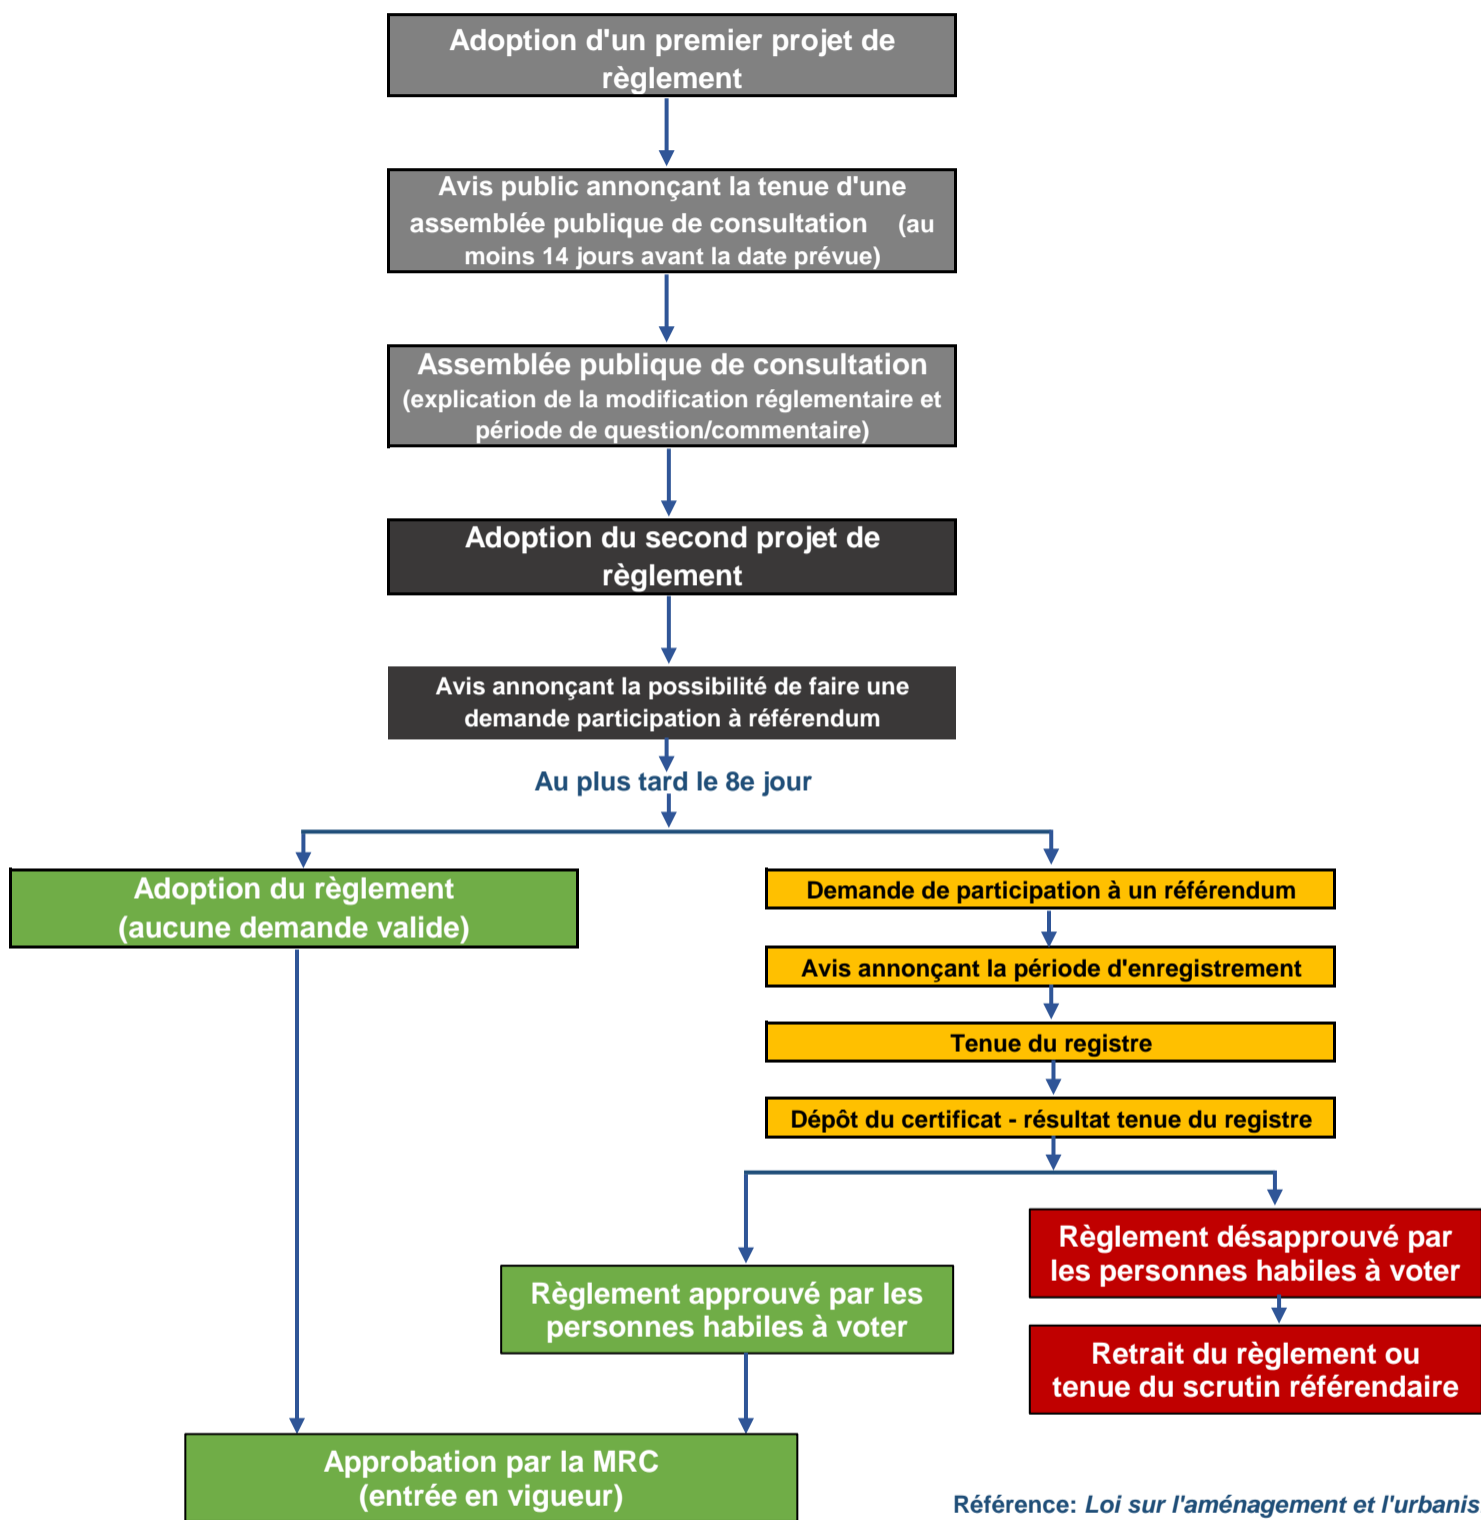 Adoption d'un premier projet de
règlement
Avis public annonçant la tenue d'une
assemblée publique de consultation (au
moins 14 jours avant la date prévue)
Assemblée publique de consultation
(explication de la modification réglementaire et
période de question/commentaire)
Adoption du second projet de
règlement
Avis annonçant la possibilité de faire une
demande participation à référendum
Au plus tard le 8e jour
Adoption du règlement
(aucune demande valide)
Demande de participation à un référendum
Avis annonçant la période d'enregistrement
Tenue du registre
Dépôt du certificat - résultat tenue du registre
Règlement désapprouvé par
les personnes habiles à voter
Règlement approuvé par les
personnes habiles à voter
Retrait du règlement ou
tenue du scrutin référendaire
Approbation par la MRC
(entrée en vigueur)
Référence: Loi sur l'aménagement et l'urbanis